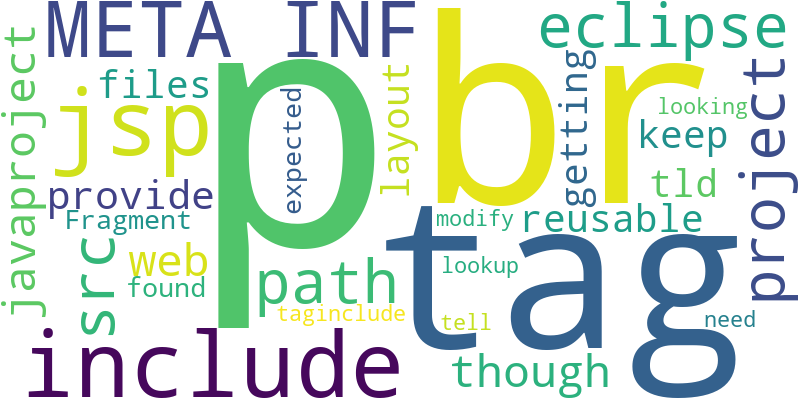 META INF
eclipse
javaproject
files
p
br
layout
getting
looking
project
jsp
expected
keep
provide
tld
Fragment
modify
reusable
tag
src
web
path
lookup
found
taginclude
tell
need
include
though